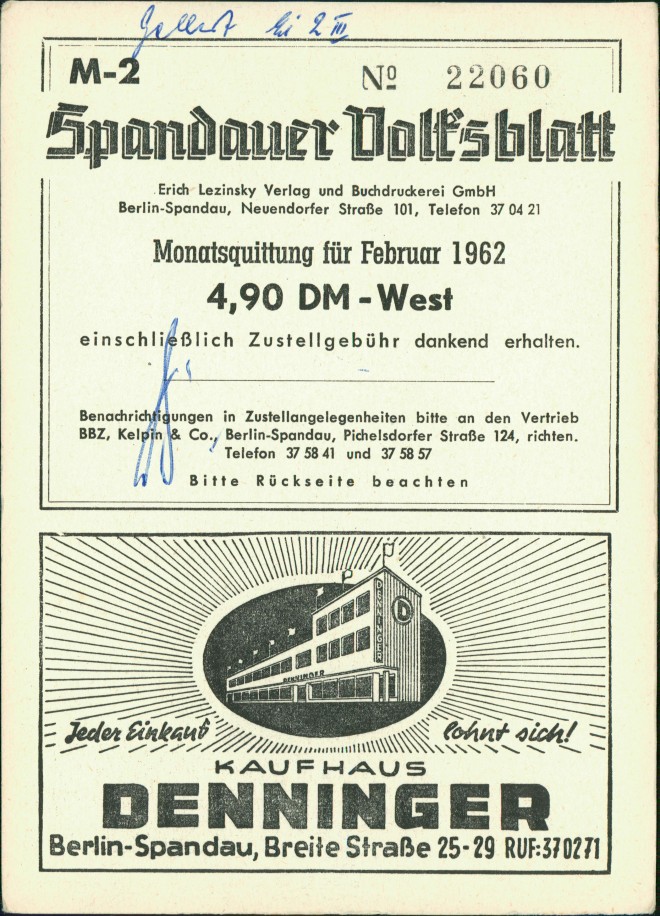 M-2
Nº 22060
Spandauer Volksblatt
Erich Lezinsky Verlag und Buchdruckerei GmbH
Berlin-Spandau, Neuendorfer Straße 101, Telefon 37 04 21
Monatsquittung für Februar 1962
4,90 DM - West
einschließlich Zustellgebühr dankend erhalten.
Benachrichtigungen in Zustellangelegenheiten bitte an den Vertrieb
BBZ, Kelpin & Co., Berlin-Spandau, Pichelsdorfer Straße 124, richten.
Telefon 37 58 41 und 37 58 57
Bitte Rückseite beachten
DENNINGER
D
DENNINGER
Jeder Einkauf lohnt sich!
KAUFHAUS
DENNINGER
Berlin-Spandau, Breite Straße 25-29 RUF: 370271